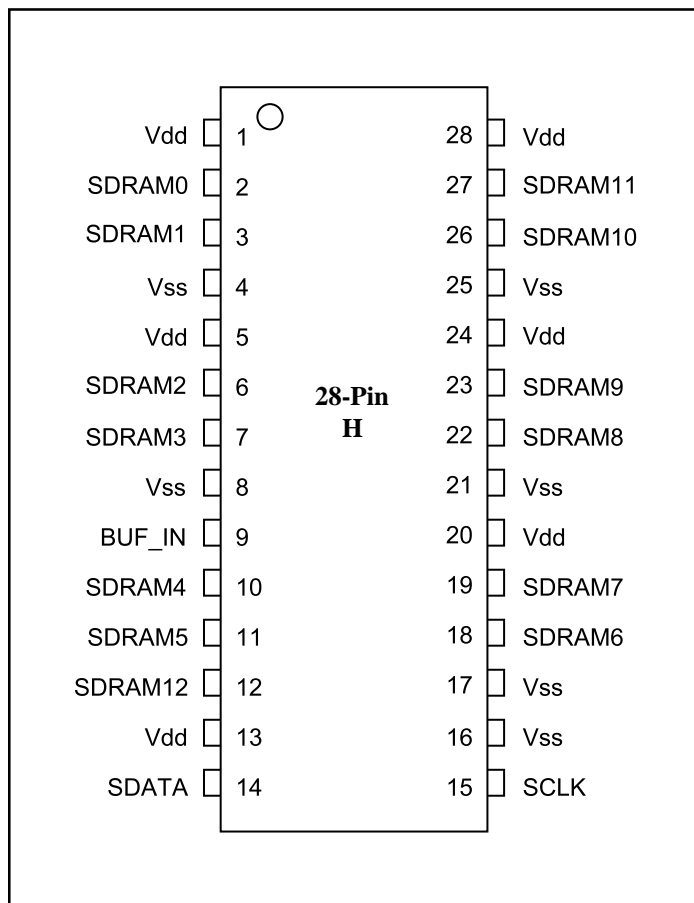 Vdd 1 28 Vdd
SDRAM0 2 27 SDRAM11
SDRAM1 3 26 SDRAM10
Vss 4 25 Vss
Vdd 5 24 Vdd
SDRAM2 6 23 SDRAM9
28-Pin
H
SDRAM3 7 22 SDRAM8
Vss 8 21 Vss
BUF_IN 9 20 Vdd
SDRAM4 10 19 SDRAM7
SDRAM5 11 18 SDRAM6
SDRAM12 12 17 Vss
Vdd 13 16 Vss
SDATA 14 15 SCLK